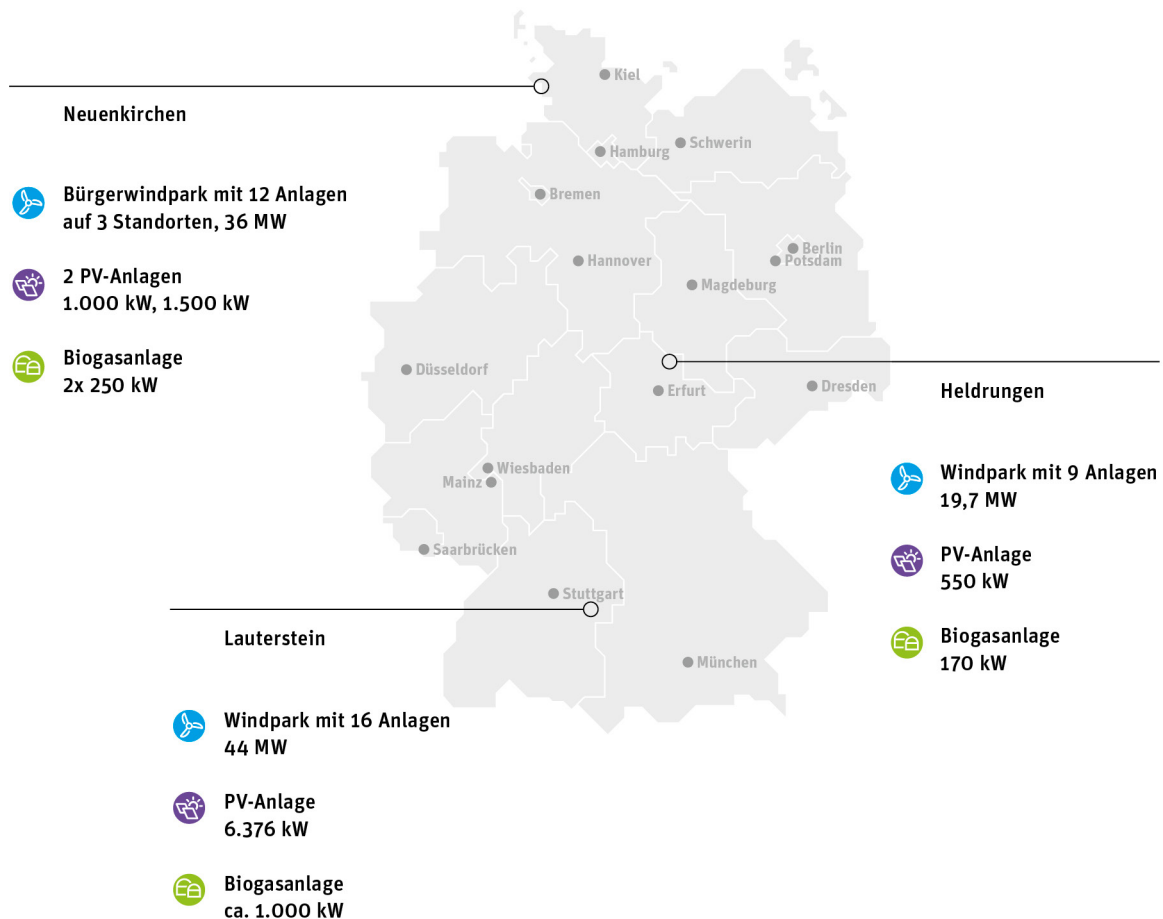 Kiel
Neuenkirchen
Schwerin
Hamburg
Bürgerwindpark mit 12 Anlagen
auf 3 Standorten, 36 MW
Bremen
Berlin
Hannover
Potsdam
2 PV-Anlagen
1.000 kW, 1.500 kW
Magdeburg
Biogasanlage
2x 250 kW
Düsseldorf
Erfurt
Dresden
Heldrungen
Wiesbaden
Mainz
Windpark mit 9 Anlagen
19,7 MW
Saarbrücken
PV-Anlage
550 kW
Stuttgart
Lauterstein
Biogasanlage
170 kW
München
Windpark mit 16 Anlagen
44 MW
PV-Anlage
6.376 kW
Biogasanlage
ca. 1.000 kW